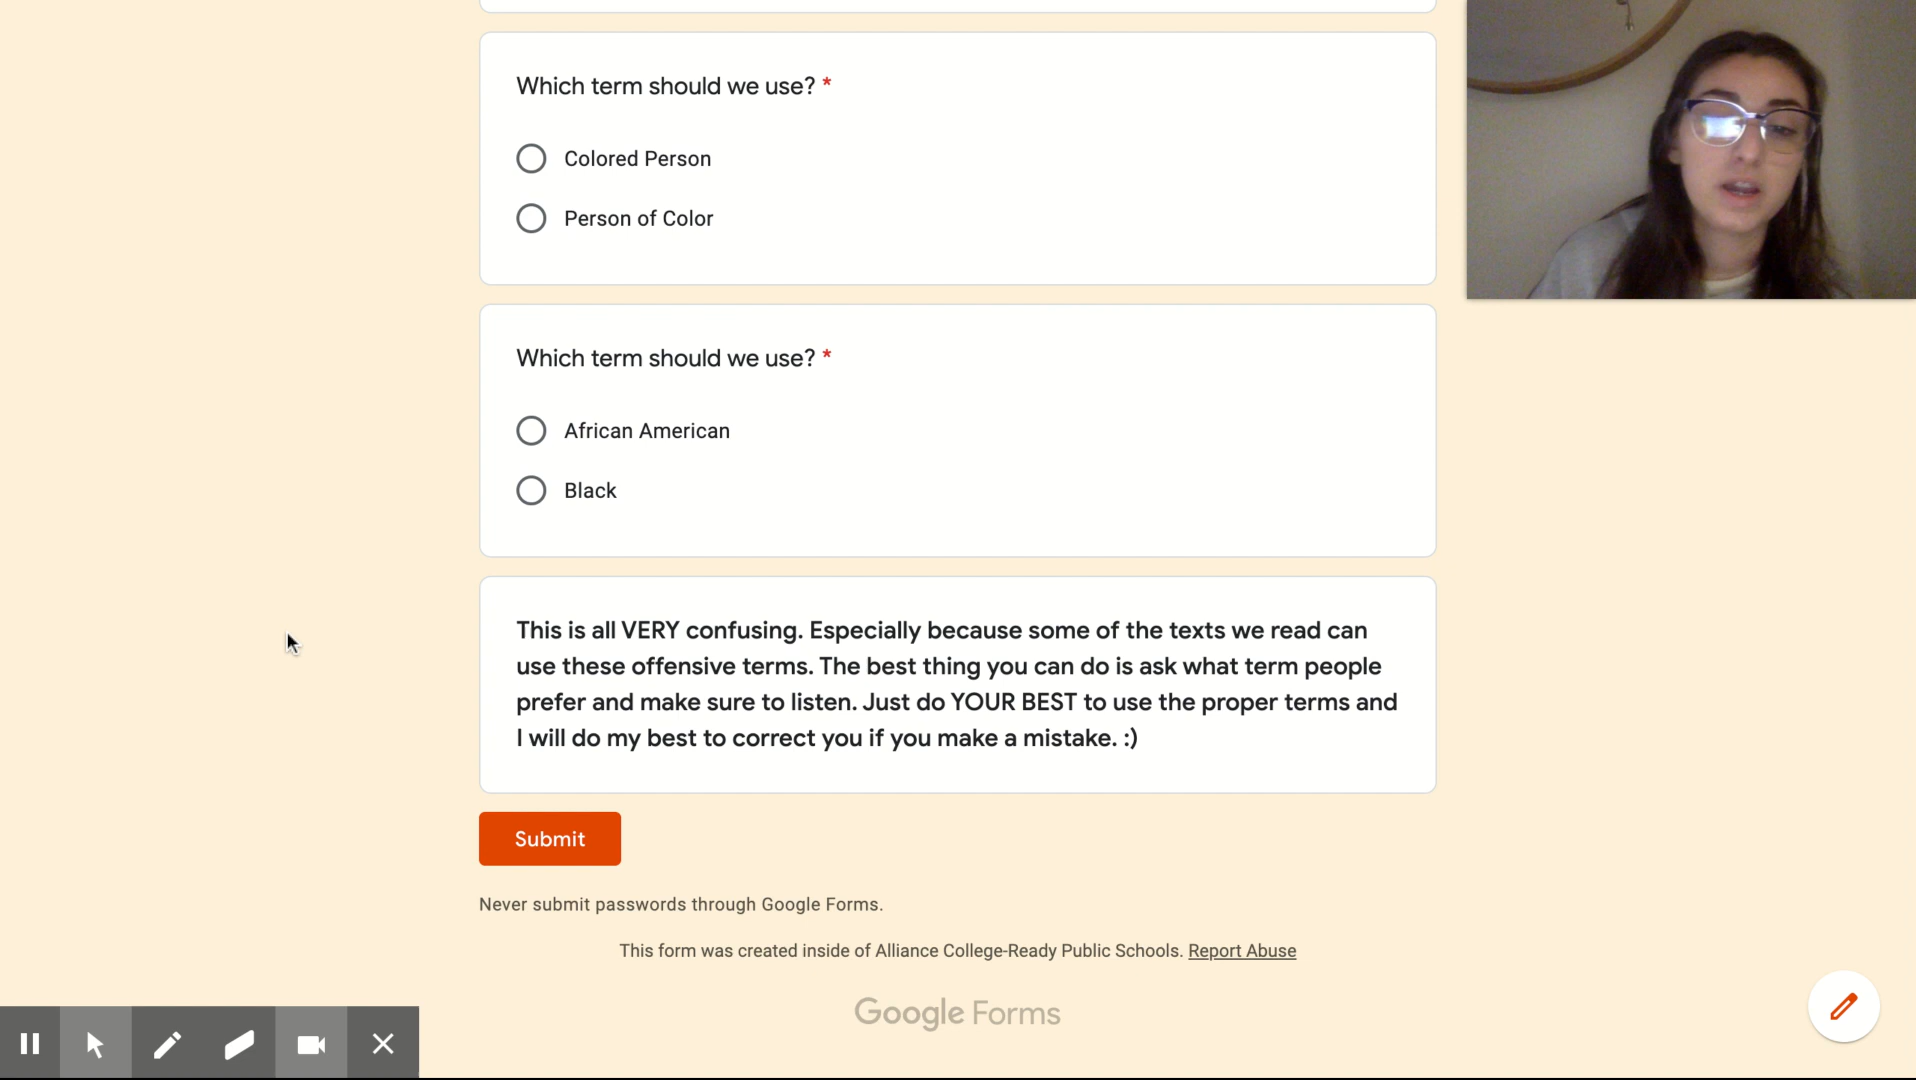 Which term should we use? *
Colored Person
Person of Color
Which term should we use? *
African American
Black
This is all VERY confusing. Especially because some of the texts we read can
use these offensive terms. The best thing you can do is ask what term people
prefer and make sure to listen. Just do YOUR BEST to use the proper terms and
I will do my best to correct you if you make a mistake. :)
Submit
Never submit passwords through Google Forms.
This form was created inside of Alliance College-Ready Public Schools. Report Abuse
Google Forms